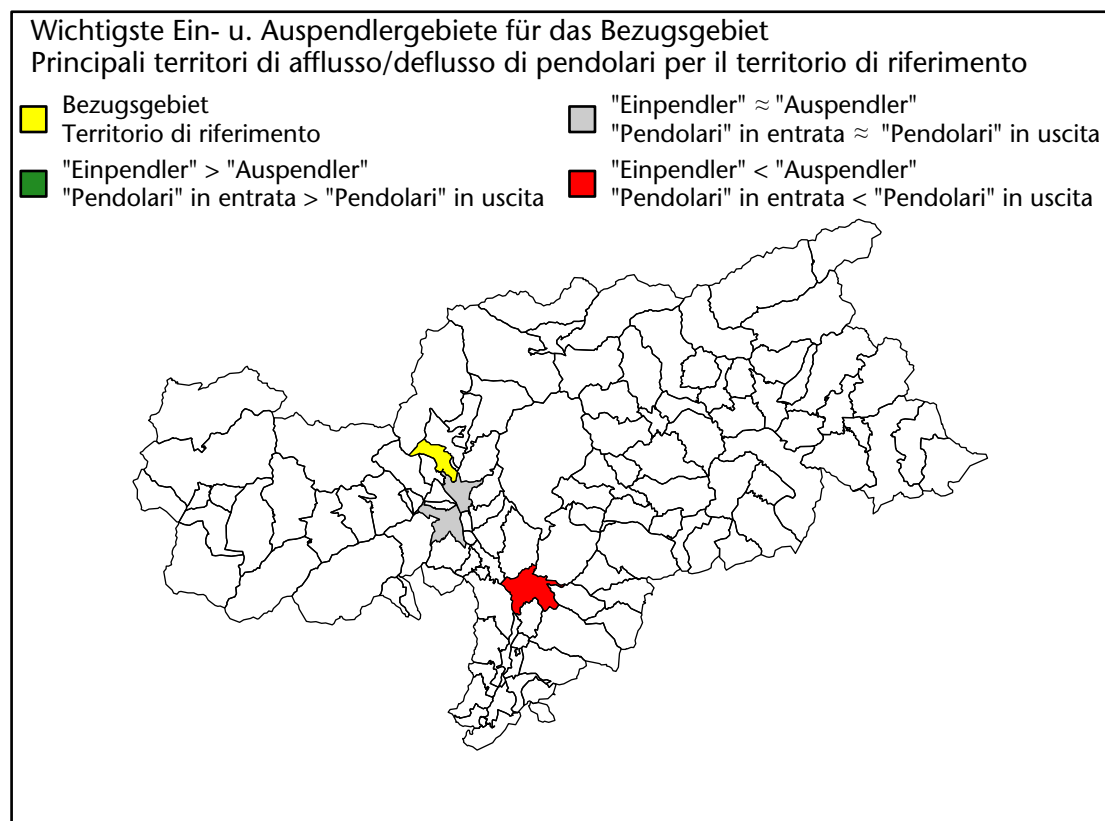 Wichtigste Ein- u. Auspendlergebiete für das Bezugsgebiet
Principali territori di afflusso/deflusso di pendolari per il territorio di riferimento
Bezugsgebiet
Territorio di riferimento
"Einpendler" > "Auspendler"
"Pendolari" in entrata > "Pendolari" in uscita
"Einpendler" ≈ "Auspendler"
"Pendolari" in entrata ≈ "Pendolari" in uscita
"Einpendler" < "Auspendler"
"Pendolari" in entrata < "Pendolari" in uscita